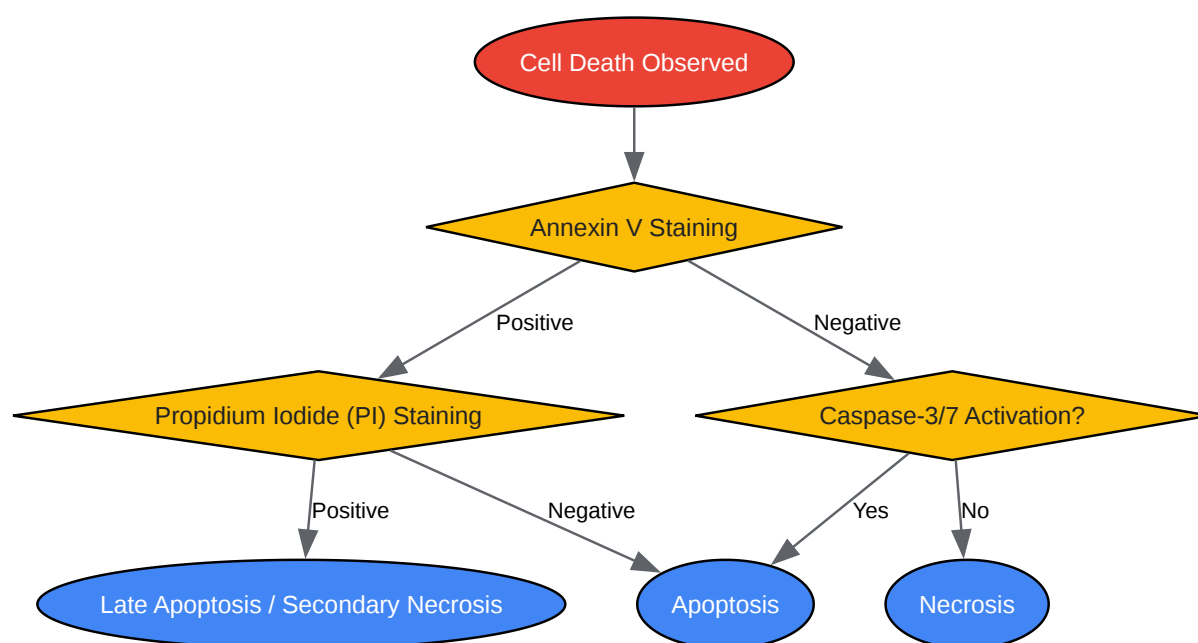 Cell Death Observed
Annexin V Staining
Positive
Negative
Propidium Iodide (PI) Staining
Caspase-3/7 Activation?
Positive
Negative
Yes
No
Late Apoptosis / Secondary Necrosis
Apoptosis
Necrosis